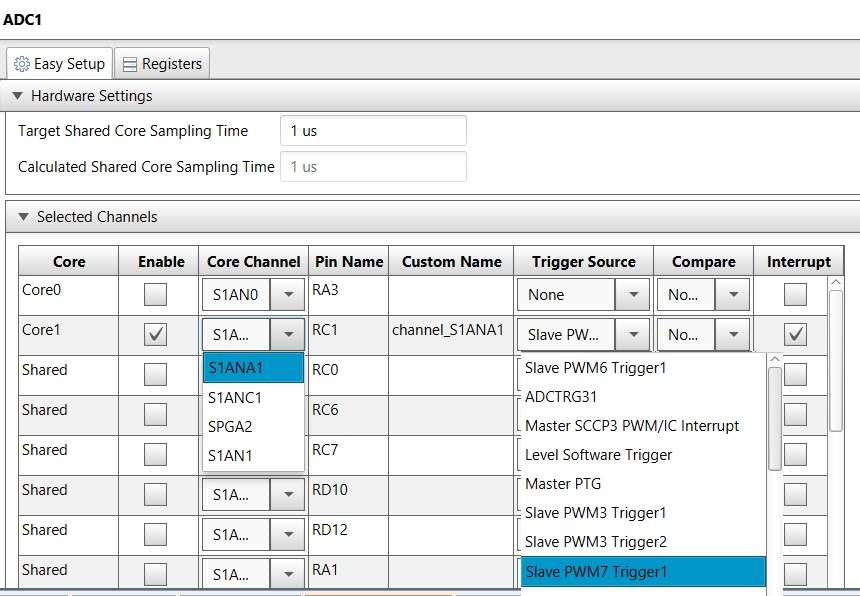 ADC1
Easy Setup Registers
Hardware Settings
Target Shared Core Sampling Time 1 us
Calculated Shared Core Sampling Time 1 us
Selected Channels
Core Enable Core Channel Pin Name Custom Name Trigger Source Compare Interrupt
Core0 S1AN0 RA3 None No...
Core1 S1A... RC1 channel_S1ANA1 Slave PW... No...
Shared S1ANA1 RC0 Slave PWM6 Trigger1
S1ANC1 ADCTRG31
Shared SPGA2 RC6 Master SCCP3 PWM/IC Interrupt
Shared S1AN1 RC7 Level Software Trigger
Shared S1A... RD10 Master PTG
Slave PWM3 Trigger1
Shared S1A... RD12 Slave PWM3 Trigger2
Shared S1A... RA1 Slave PWM7 Trigger1